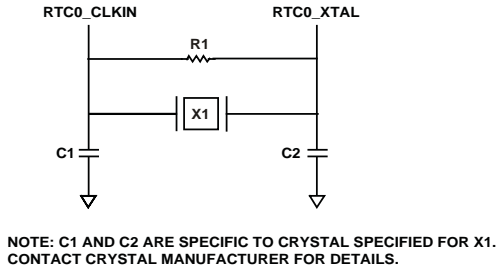 RTC0_CLKIN RTC0_XTAL
R1
X1
C1 C2
NOTE: C1 AND C2 ARE SPECIFIC TO CRYSTAL SPECIFIED FOR X1.
CONTACT CRYSTAL MANUFACTURER FOR DETAILS.